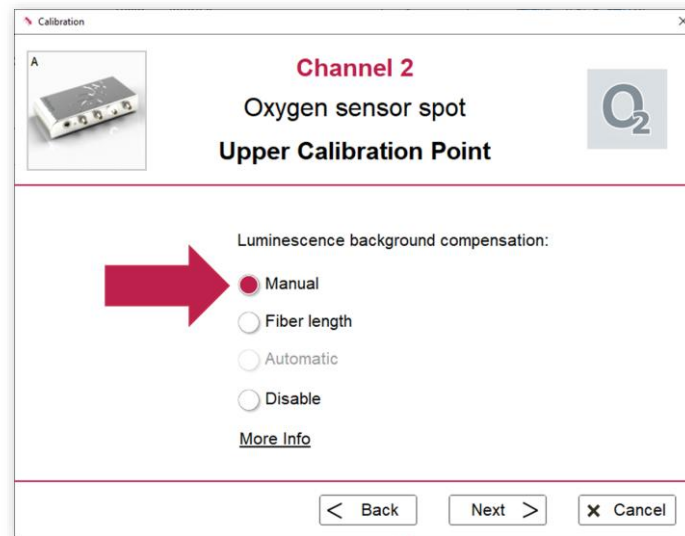 Calibration
A
Channel 2
Oxygen sensor spot
Upper Calibration Point
O2
Luminescence background compensation:
Manual
Fiber length
Automatic
Disable
More Info
< Back
Next >
Cancel